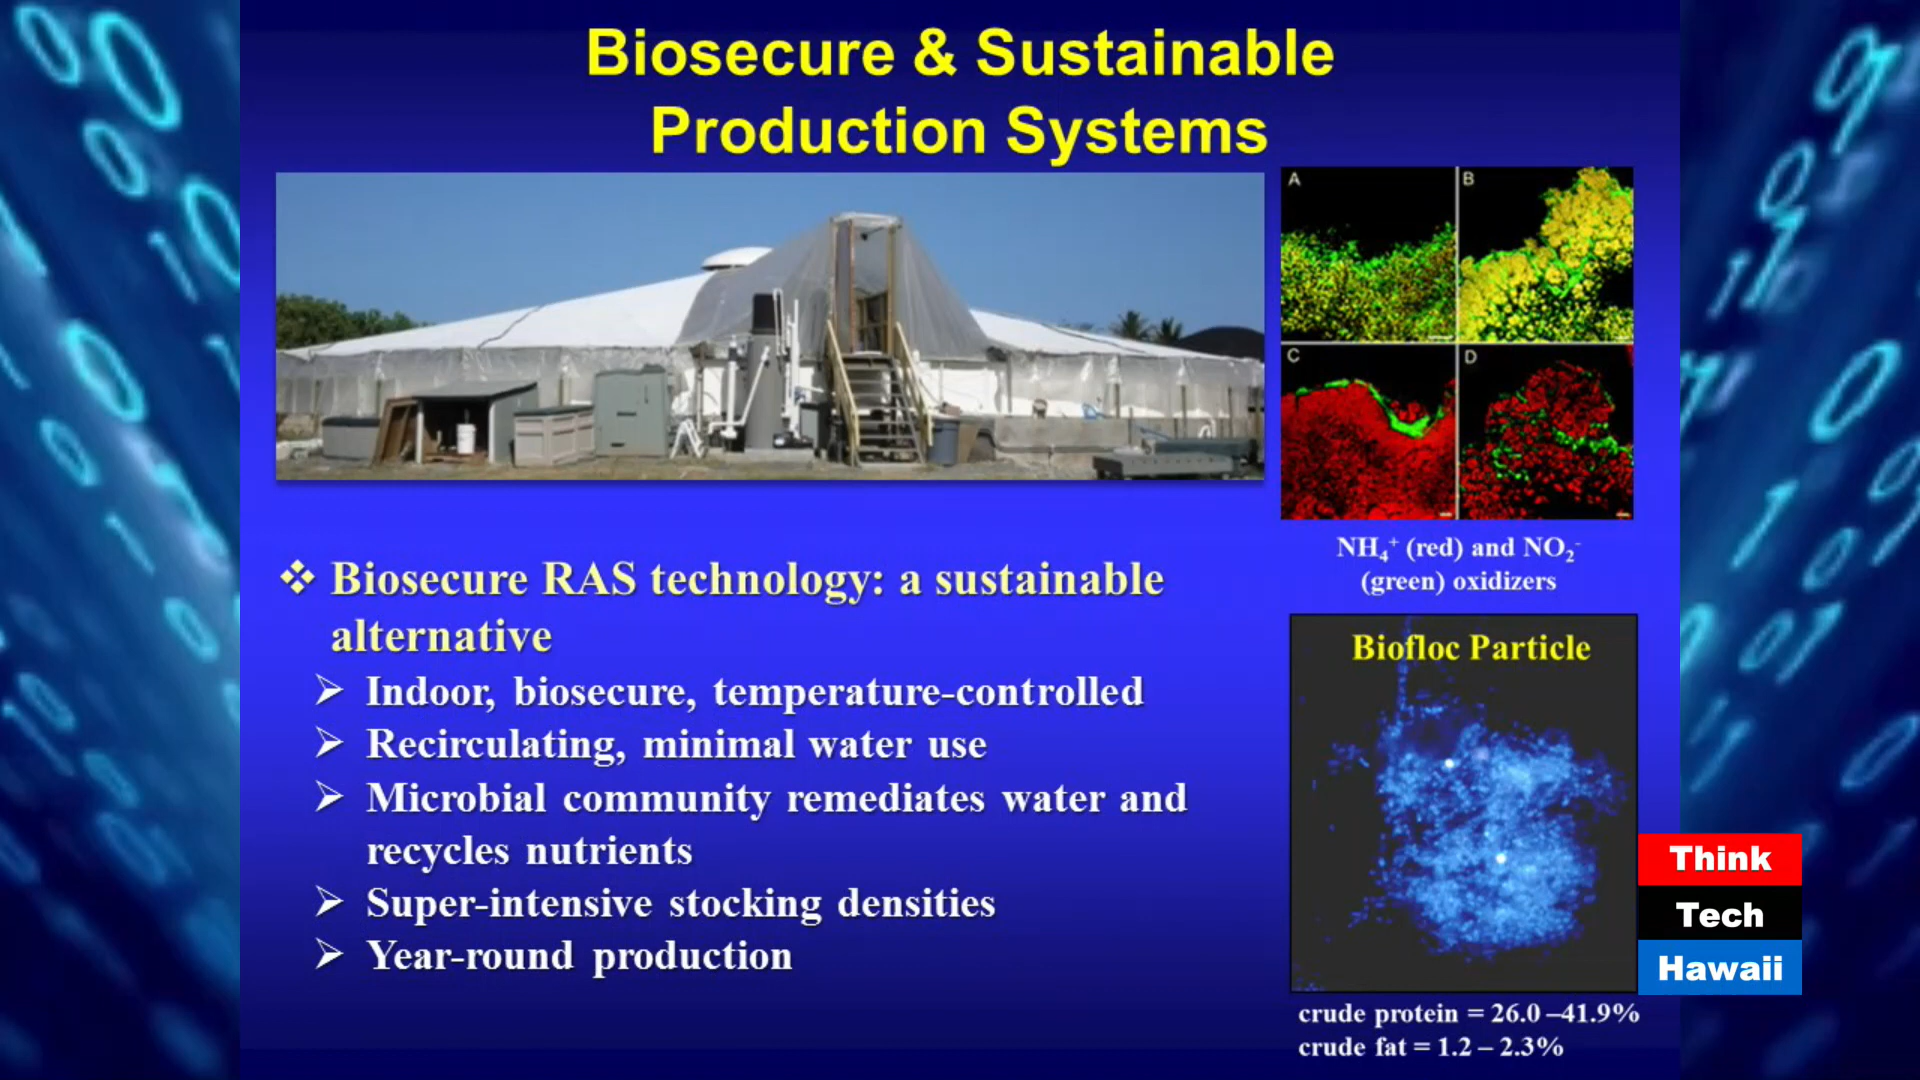 Biosecure & Sustainable
Production Systems
A
B
C
D
NH₄⁺ (red) and NO₂⁻
(green) oxidizers
❖ Biosecure RAS technology: a sustainable
alternative
➢ Indoor, biosecure, temperature-controlled
➢ Recirculating, minimal water use
➢ Microbial community remediates water and
recycles nutrients
➢ Super-intensive stocking densities
➢ Year-round production
Biofloc Particle
crude protein = 26.0 –41.9%
crude fat = 1.2 – 2.3%
Think
Tech
Hawaii